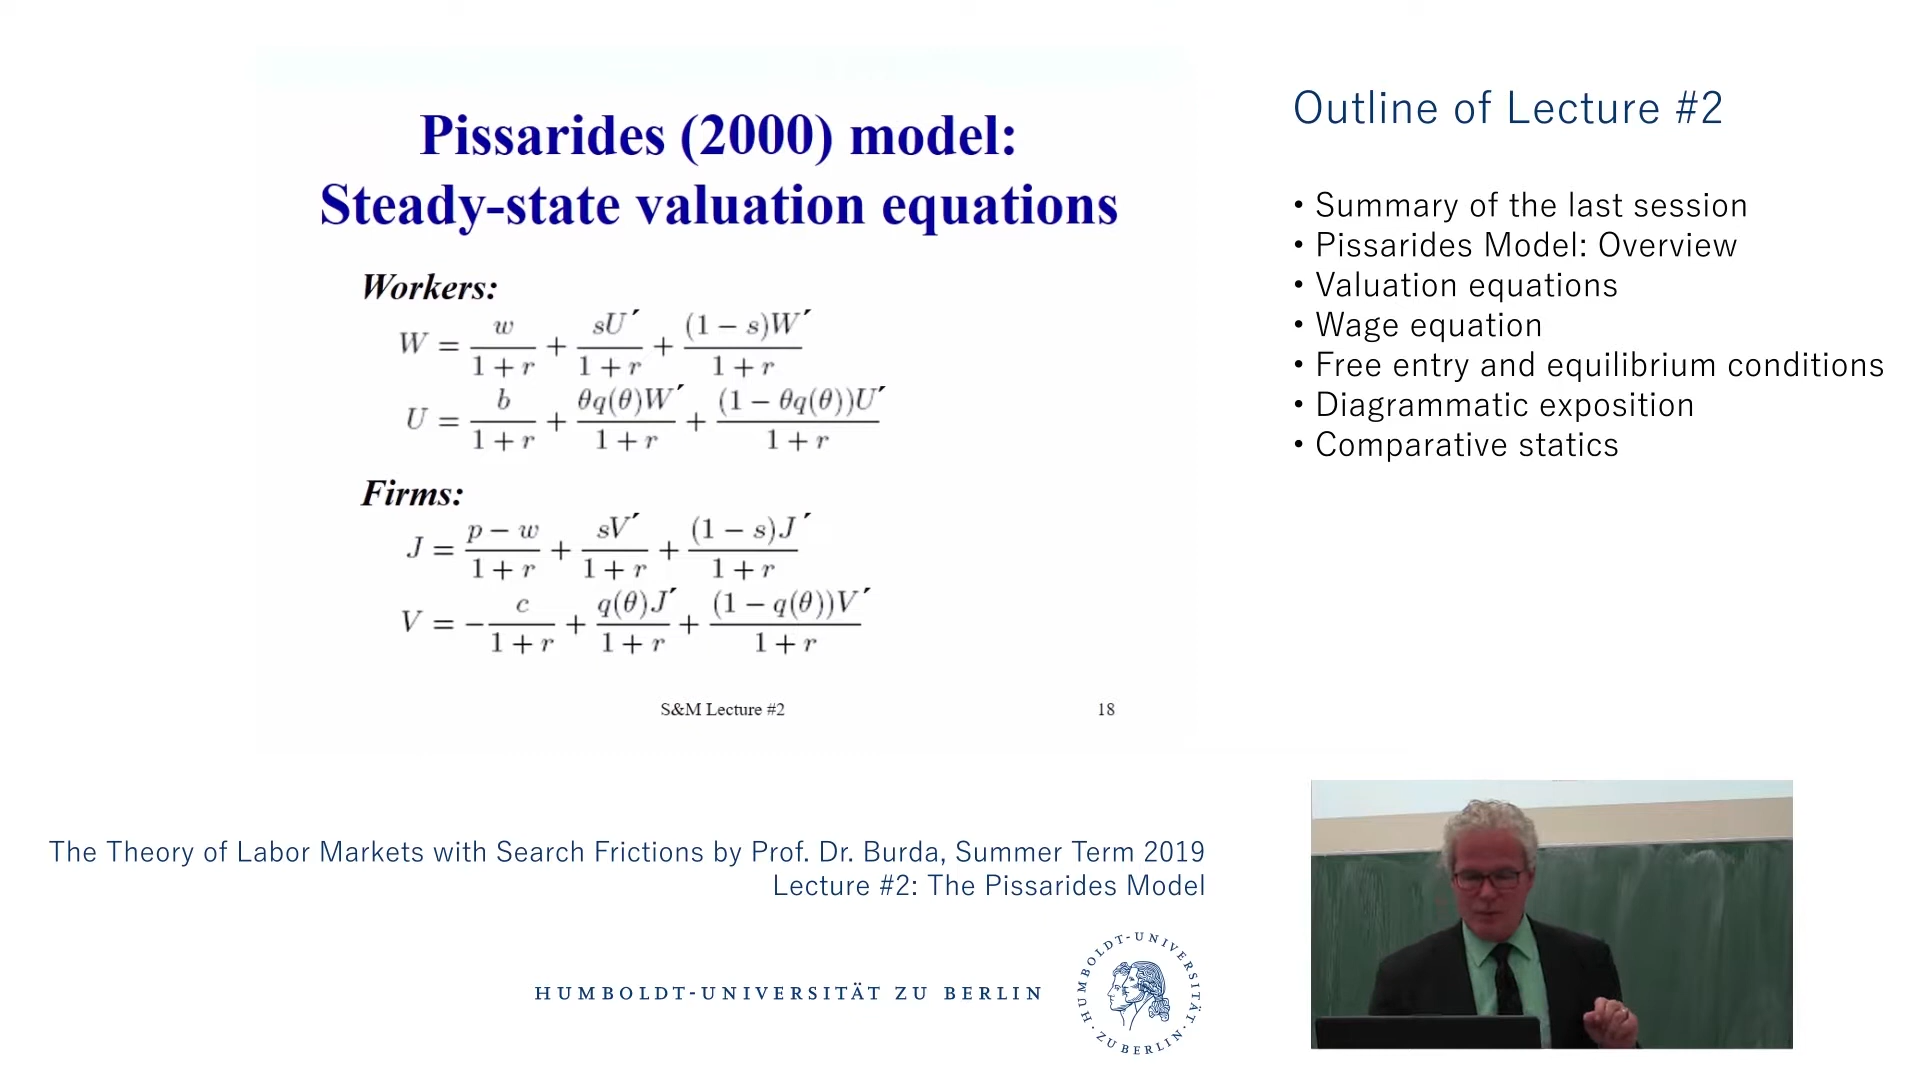 Pissarides (2000) model:
Steady-state valuation equations
Workers:
W = w/(1 + r) + sU´/(1 + r) + (1 − s)W´/(1 + r)
U = b/(1 + r) + θq(θ)W´/(1 + r) + (1 − θq(θ))U´/(1 + r)
Firms:
J = (p − w)/(1 + r) + sV´/(1 + r) + (1 − s)J´/(1 + r)
V = − c/(1 + r) + q(θ)J´/(1 + r) + (1 − q(θ))V´/(1 + r)
S&M Lecture #2
18
Outline of Lecture #2
• Summary of the last session
• Pissarides Model: Overview
• Valuation equations
• Wage equation
• Free entry and equilibrium conditions
• Diagrammatic exposition
• Comparative statics
The Theory of Labor Markets with Search Frictions by Prof. Dr. Burda, Summer Term 2019
Lecture #2: The Pissarides Model
HUMBOLDT-UNIVERSITÄT ZU BERLIN
HUMBOLDT-UNIVERSITÄT · ZU BERLIN ·